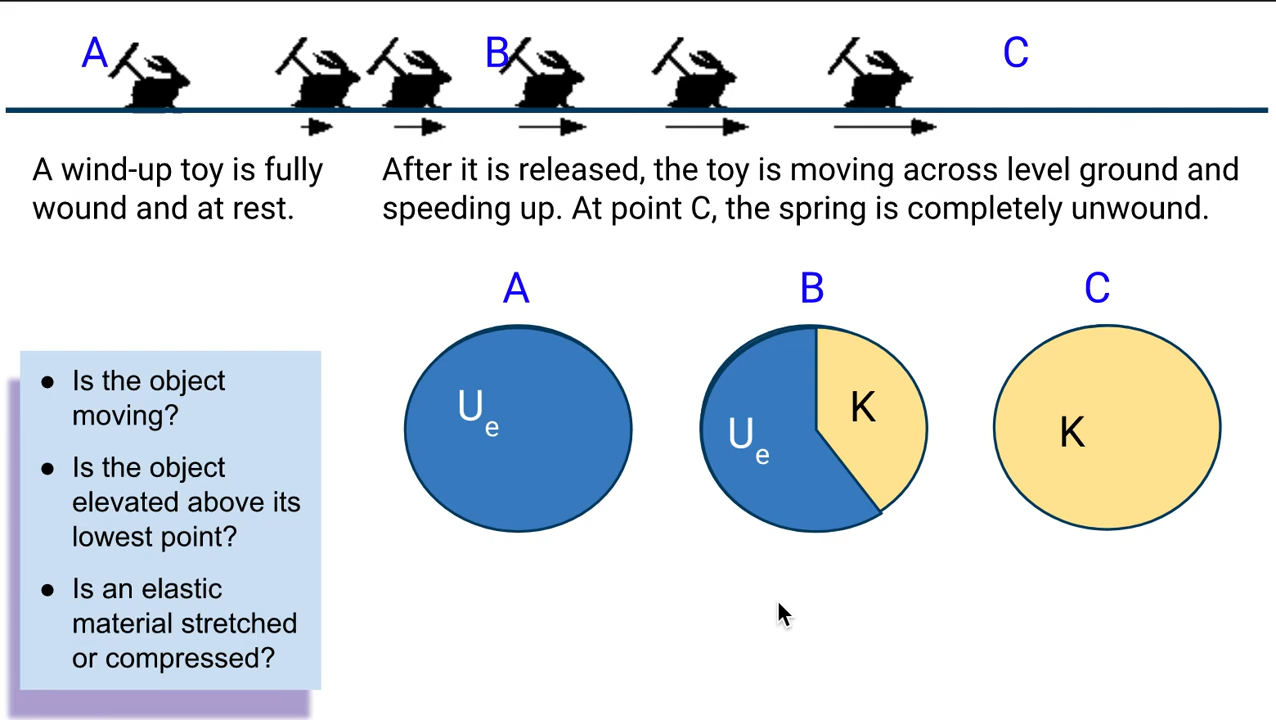 A
B
C
A wind-up toy is fully
wound and at rest.
After it is released, the toy is moving across level ground and
speeding up. At point C, the spring is completely unwound.
A
B
C
Ue
Ue
K
K
● Is the object
moving?
● Is the object
elevated above its
lowest point?
● Is an elastic
material stretched
or compressed?